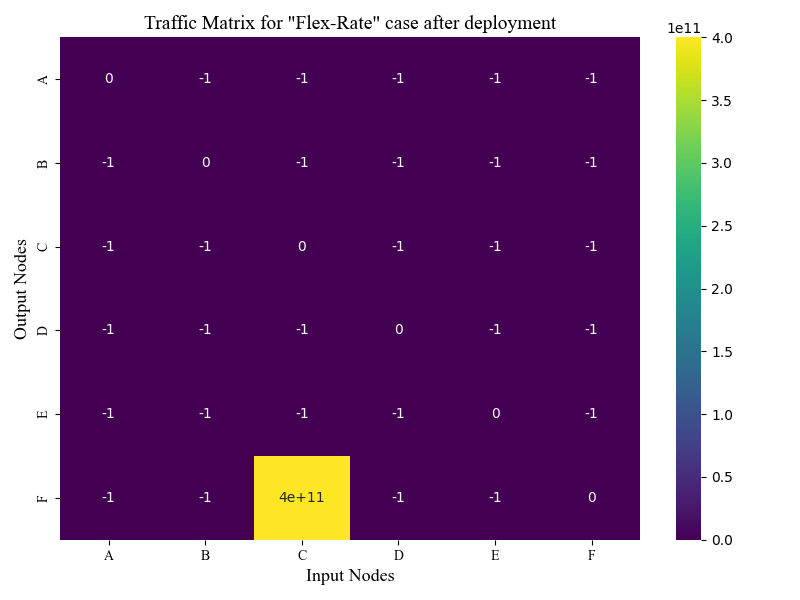 Traffic Matrix for "Flex-Rate" case after deployment
1e11
A 0 -1 -1 -1 -1 -1
B -1 0 -1 -1 -1 -1
C -1 -1 0 -1 -1 -1
D -1 -1 -1 0 -1 -1
E -1 -1 -1 -1 0 -1
F -1 -1 4e+11 -1 -1 0
A B C D E F
Input Nodes
Output Nodes
4.0
3.5
3.0
2.5
2.0
1.5
1.0
0.5
0.0